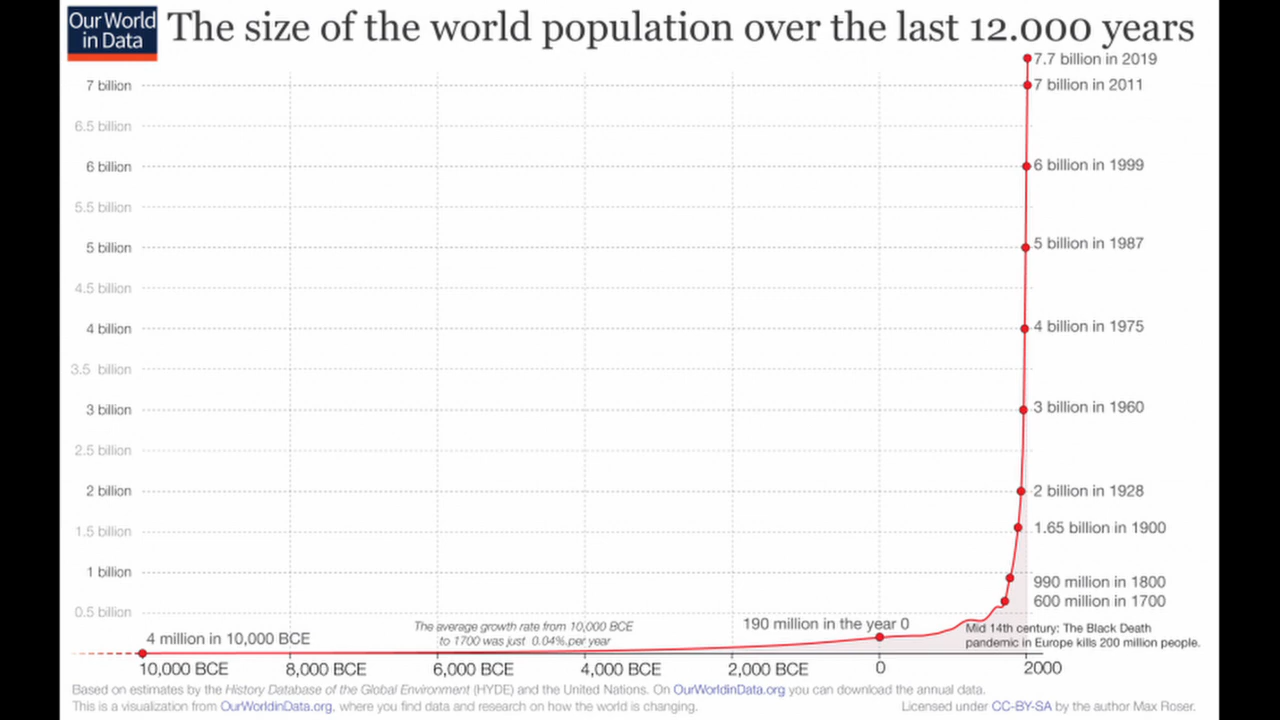 Our World
in Data
The size of the world population over the last 12.000 years
7.7 billion in 2019
7 billion
7 billion in 2011
6.5 billion
6 billion
6 billion in 1999
5.5 billion
5 billion
5 billion in 1987
4.5 billion
4 billion
4 billion in 1975
3.5 billion
3 billion
3 billion in 1960
2.5 billion
2 billion
2 billion in 1928
1.5 billion
1.65 billion in 1900
1 billion
990 million in 1800
600 million in 1700
0.5 billion
4 million in 10,000 BCE
The average growth rate from 10,000 BCE
to 1700 was just 0.04% per year
190 million in the year 0
Mid 14th century: The Black Death
pandemic in Europe kills 200 million people.
10,000 BCE
8,000 BCE
6,000 BCE
4,000 BCE
2,000 BCE
0
2000
Based on estimates by the History Database of the Global Environment (HYDE) and the United Nations. On OurWorldinData.org you can download the annual data.
This is a visualization from OurWorldinData.org, where you find data and research on how the world is changing.
Licensed under CC-BY-SA by the author Max Roser.